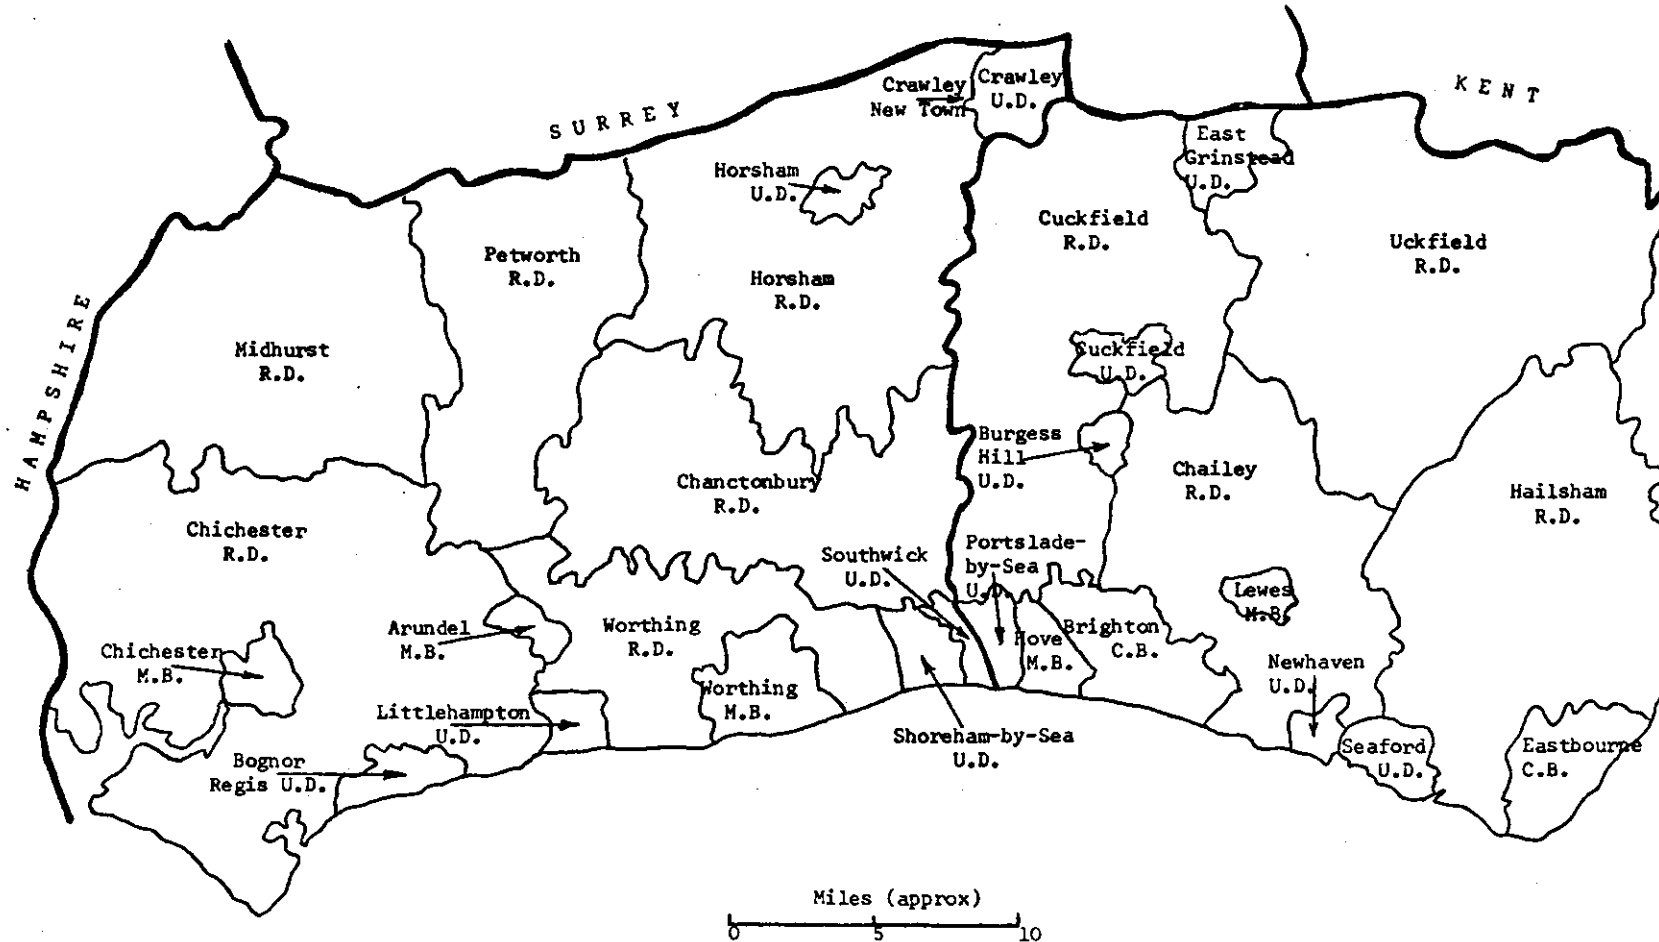 KENT
SURREY
HAMPSHIRE
Crawley
New Town
Crawley
U.D.
East
Grinstead
U.D.
Horsham
U.D.
Cuckfield
R.D.
Uckfield
R.D.
Petworth
R.D.
Horsham
R.D.
Midhurst
R.D.
Cuckfield
U.D.
Burgess
Hill
U.D.
Chailey
R.D.
Hailsham
R.D.
Chanctonbury
R.D.
Chichester
R.D.
Southwick
U.D.
Portslade-
by-Sea
U.D.
Lewes
M.B.
Arundel
M.B.
Worthing
R.D.
Hove
M.B.
Brighton
C.B.
Chichester
M.B.
Newhaven
U.D.
Worthing
M.B.
Littlehampton
U.D.
Shoreham-by-Sea
U.D.
Seaford
U.D.
Eastbourne
C.B.
Bognor
Regis U.D.
Miles (approx)
0 5 10